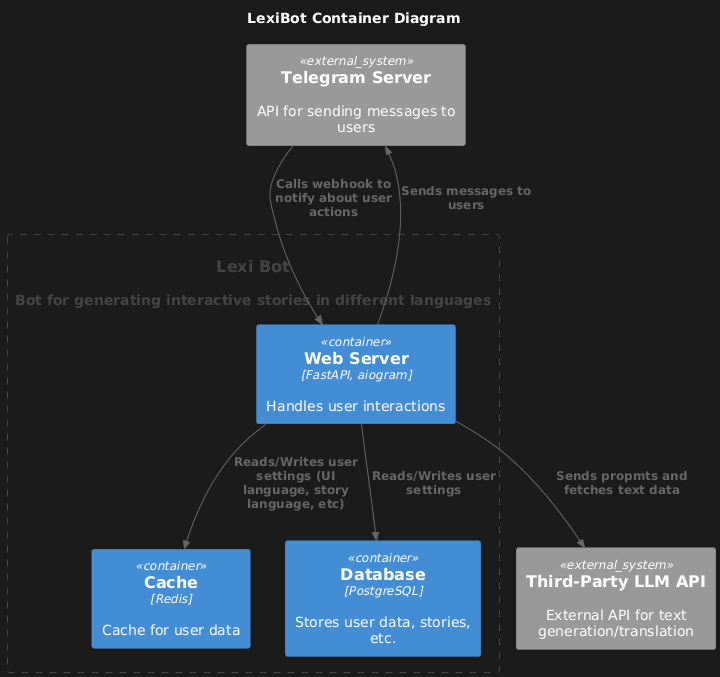 LexiBot Container Diagram
«external_system»
Telegram Server
API for sending messages to
users
Calls webhook to
notify about user
actions
Sends messages to
users
Lexi Bot
Bot for generating interactive stories in different languages
«container»
Web Server
[FastAPI, aiogram]
Handles user interactions
Reads/Writes user
settings (UI
language, story
language, etc)
Reads/Writes user
settings
Sends propmts and
fetches text data
«container»
Cache
[Redis]
Cache for user data
«container»
Database
[PostgreSQL]
Stores user data, stories,
etc.
«external_system»
Third-Party LLM API
External API for text
generation/translation